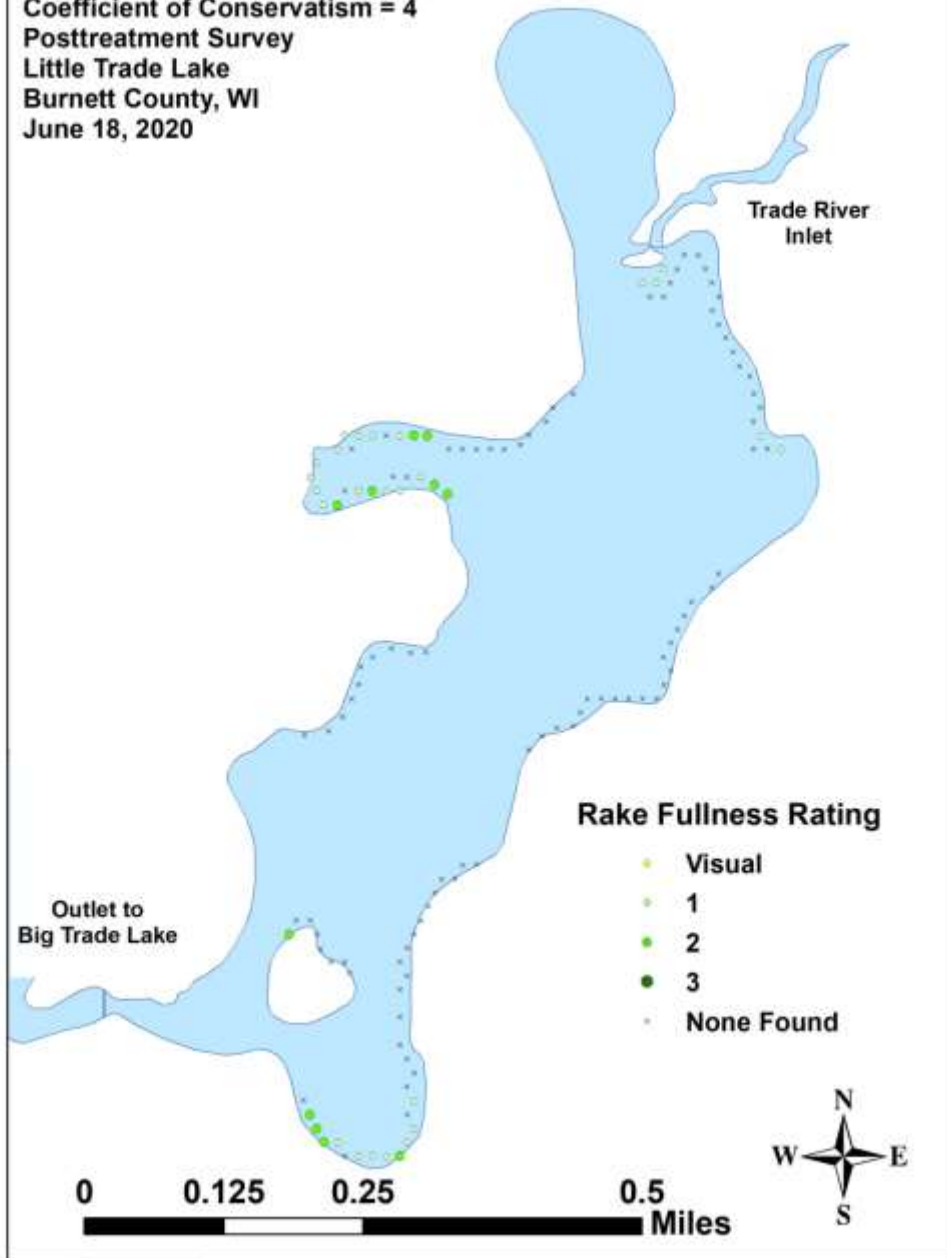 Coefficient of Conservatism = 4
Posttreatment Survey
Little Trade Lake
Burnett County, WI
June 18, 2020
Trade River
Inlet
Rake Fullness Rating
Visual
1
2
3
None Found
Outlet to
Big Trade Lake
N
W E
S
0 0.125 0.25 0.5
Miles